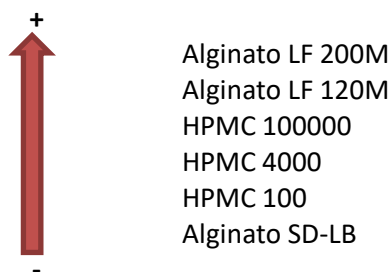 +
Alginato LF 200M
Alginato LF 120M
HPMC 100000
HPMC 4000
HPMC 100
Alginato SD-LB
-